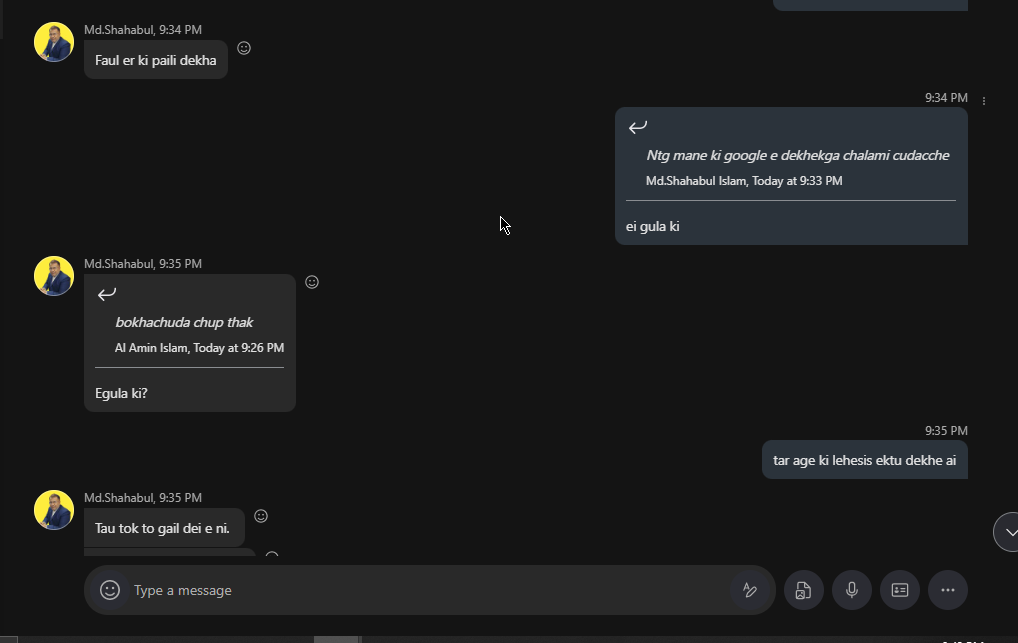 Md.Shahabul, 9:34 PM
Faul er ki paili dekha
9:34 PM
Ntg mane ki google e dekhekga chalami cudacche
Md.Shahabul Islam, Today at 9:33 PM
ei gula ki
Md.Shahabul, 9:35 PM
bokhachuda chup thak
Al Amin Islam, Today at 9:26 PM
Egula ki?
9:35 PM
tar age ki lehesis ektu dekhe ai
Md.Shahabul, 9:35 PM
Tau tok to gail dei e ni.
Type a message